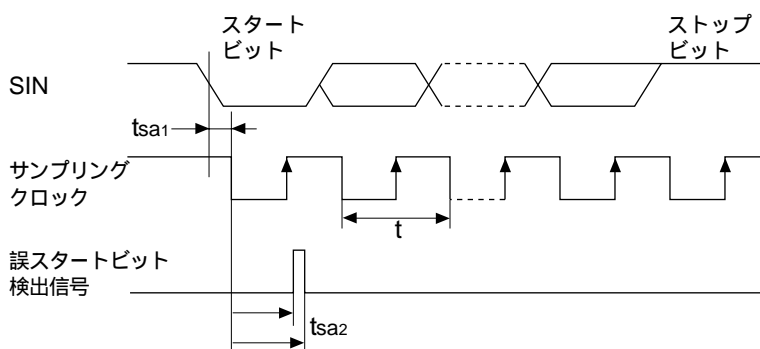 スタート
ビット
ストップ
ビット
SIN
tsa1
サンプリング
クロック
t
誤スタートビット
検出信号
tsa2